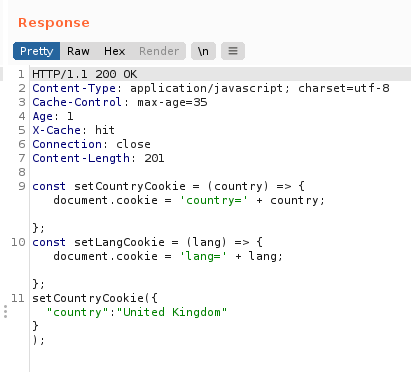 Response
Pretty Raw Hex Render \n ≡
1 HTTP/1.1 200 OK
2 Content-Type: application/javascript; charset=utf-8
3 Cache-Control: max-age=35
4 Age: 1
5 X-Cache: hit
6 Connection: close
7 Content-Length: 201
8
9 const setCountryCookie = (country) => {
document.cookie = 'country=' + country;
};
10 const setLangCookie = (lang) => {
document.cookie = 'lang=' + lang;
};
11 setCountryCookie({
"country":"United Kingdom"
}
);